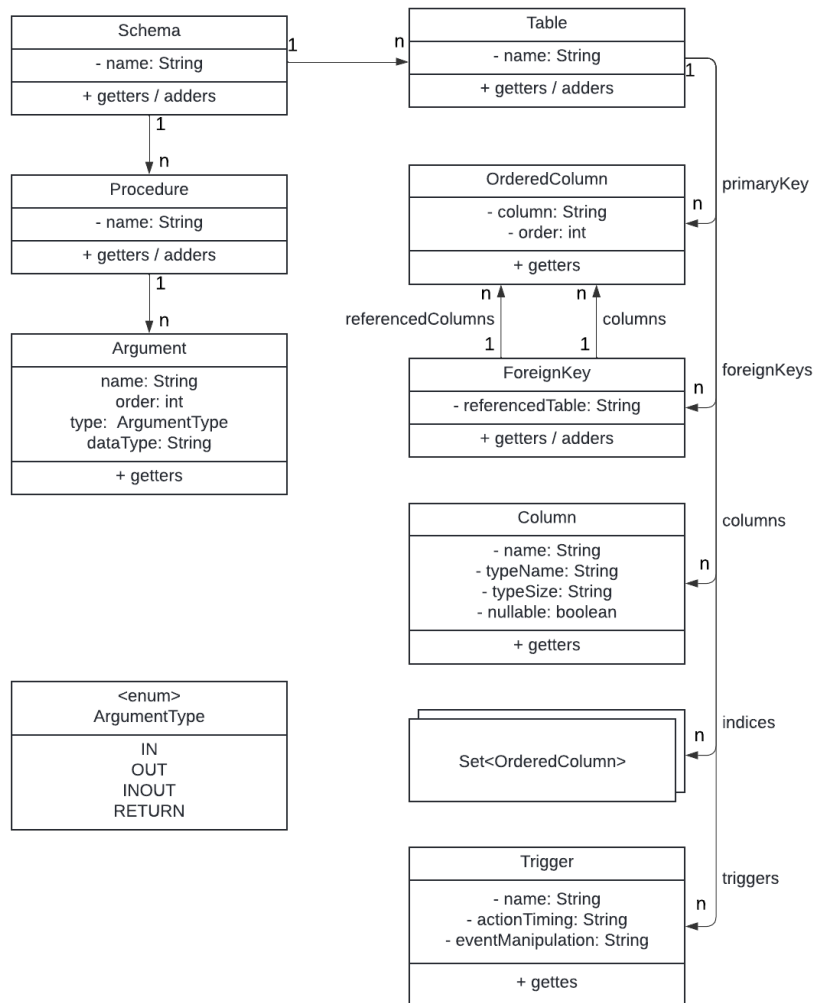 Schema
- name: String
+ getters / adders
1
n
Table
- name: String
+ getters / adders
1
1
n
Procedure
- name: String
+ getters / adders
1
n
Argument
name: String
order: int
type: ArgumentType
dataType: String
+ getters
<enum>
ArgumentType
IN
OUT
INOUT
RETURN
OrderedColumn
- column: String
- order: int
+ getters
primaryKey
n
n
n
referencedColumns
columns
1
1
ForeignKey
- referencedTable: String
+ getters / adders
foreignKeys
n
Column
- name: String
- typeName: String
- typeSize: String
- nullable: boolean
+ getters
columns
n
Set<OrderedColumn>
indices
n
Trigger
- name: String
- actionTiming: String
- eventManipulation: String
+ gettes
triggers
n